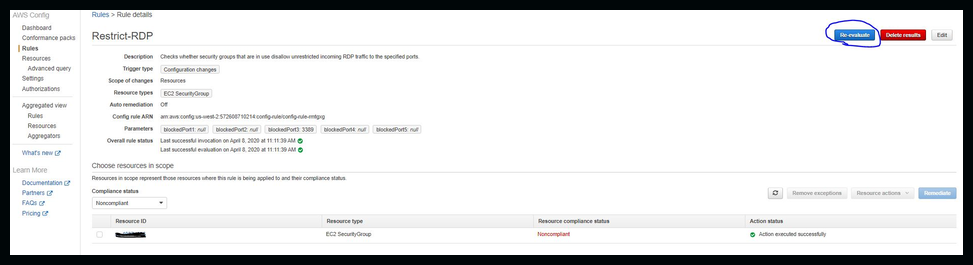 AWS Config
Dashboard
Conformance packs
Rules
Resources
Advanced query
Settings
Authorizations
Aggregated view
Rules
Resources
Aggregators
What's new
Learn More
Documentation
Partners
FAQs
Pricing
Rules > Rule details
Restrict-RDP
Re-evaluate Delete results Edit
Description Checks whether security groups that are in use disallow unrestricted incoming RDP traffic to the specified ports
Trigger type Configuration changes
Scope of changes Resources
Resource types EC2 SecurityGroup
Auto remediation Off
Config rule ARN arn:aws:config:us-west-2:572608710214:config-rule/config-rule-rmtgxg
Parameters blockedPort1: null blockedPort2: null blockedPort3: 3389 blockedPort4: null blockedPort5: null
Overall rule status Last successful invocation on April 8, 2020 at 11:11:39 AM
Last successful evaluation on April 8, 2020 at 11:11:39 AM
Choose resources in scope
Resources in scope represent those resources where this rule is being applied to and their compliance status.
Compliance status
Noncompliant
Remove exceptions Resource actions Remediate
Resource ID Resource type Resource compliance status Action status
EC2 SecurityGroup Noncompliant Action executed successfully